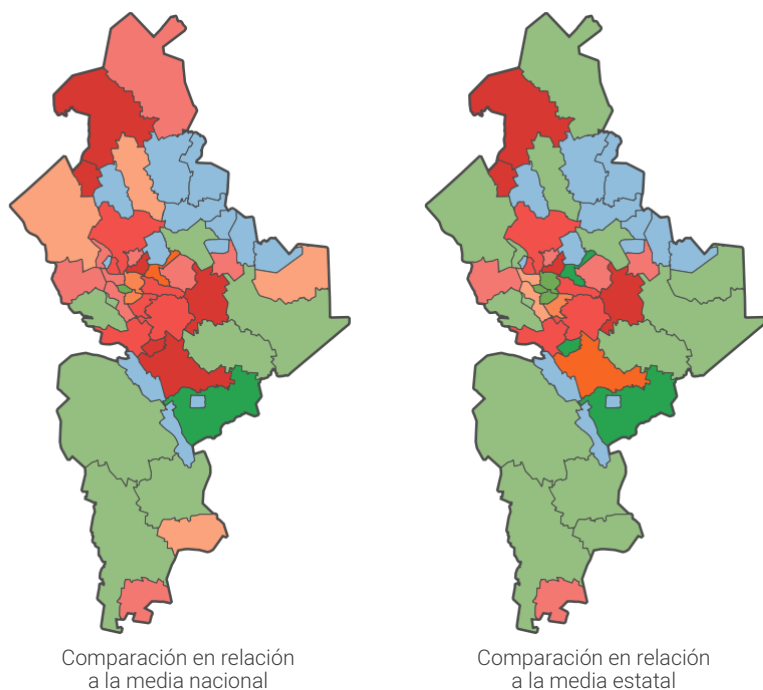 Comparación en relación
a la media nacional
Comparación en relación
a la media estatal